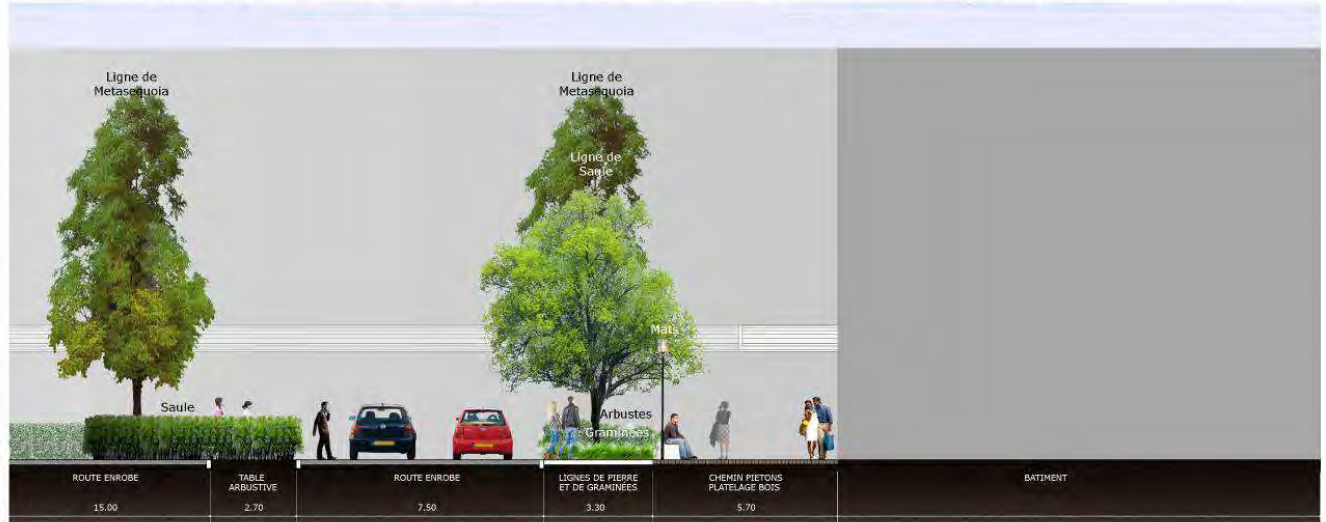 Ligne de
Metasequoia
Ligne de
Metasequoia
Ligne de
Saule
Mâts
Saule
Arbustes
Graminées
ROUTE ENROBE
TABLE
ARBUSTIVE
ROUTE ENROBE
LIGNES DE PIERRE
ET DE GRAMINÉES
CHEMIN PIETONS
PLATELAGE BOIS
BATIMENT
15.00
2.70
7.50
3.30
5.70